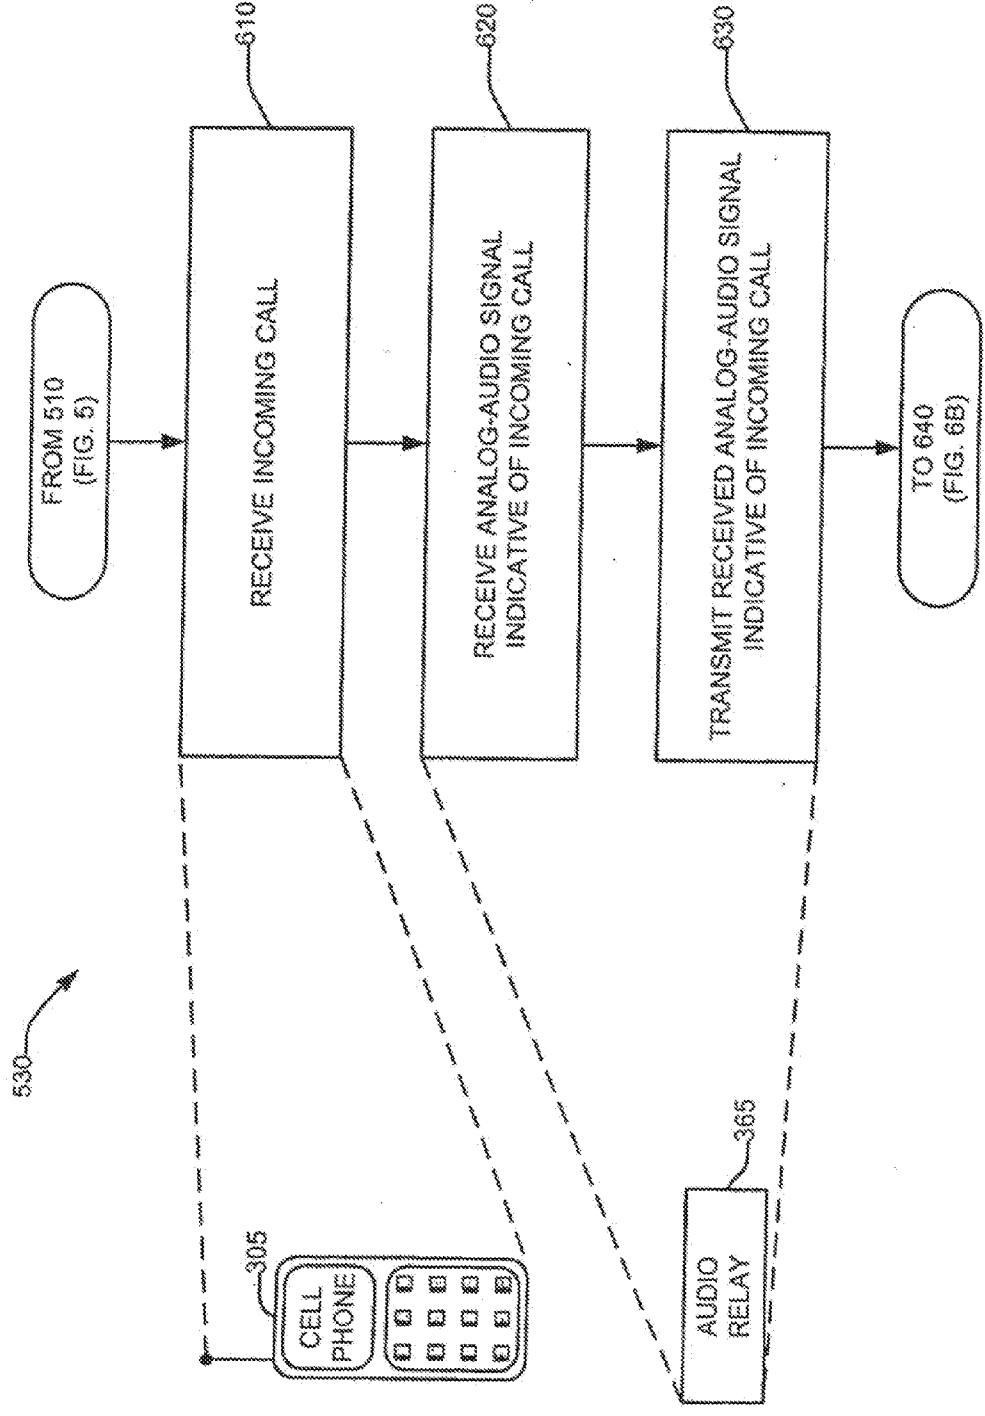 530
FROM 510
(FIG. 5)
RECEIVE INCOMING CALL
610
RECEIVE ANALOG-AUDIO SIGNAL
INDICATIVE OF INCOMING CALL
620
TRANSMIT RECEIVED ANALOG-AUDIO SIGNAL
INDICATIVE OF INCOMING CALL
630
TO 640
(FIG. 6B)
305
CELL
PHONE
365
AUDIO
RELAY